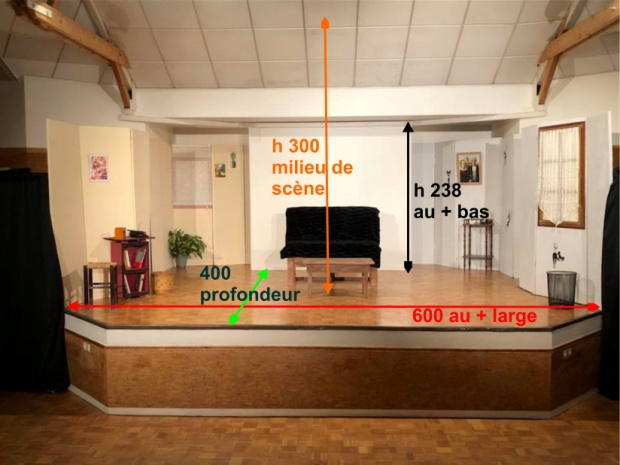 h 300
milieu de
scène
h 238
au + bas
400
profondeur
600 au + large